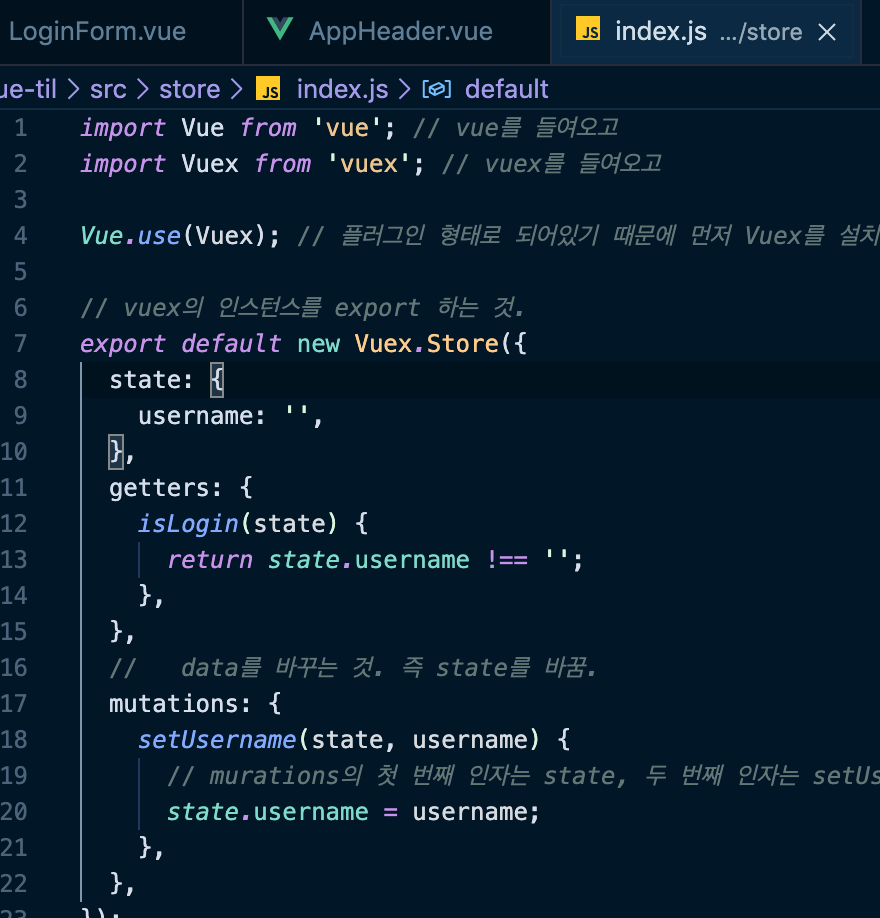 LoginForm.vue AppHeader.vue JS index.js .../store
ue-til > src > store > JS index.js > default
1 import Vue from 'vue'; // vue를 들여오고
2 import Vuex from 'vuex'; // vuex를 들여오고
3
4 Vue.use(Vuex); // 플러그인 형태로 되어있기 때문에 먼저 Vuex를 설치
5
6 // vuex의 인스턴스를 export 하는 것.
7 export default new Vuex.Store({
8 state: {
9 username: '',
10 },
11 getters: {
12 isLogin(state) {
13 return state.username !== '';
14 },
15 },
16 //   data를 바꾸는 것. 즉 state를 바꿈.
17 mutations: {
18 setUsername(state, username) {
19 // murations의 첫 번째 인자는 state, 두 번째 인자는 setUs
20 state.username = username;
21 },
22 },
23 });